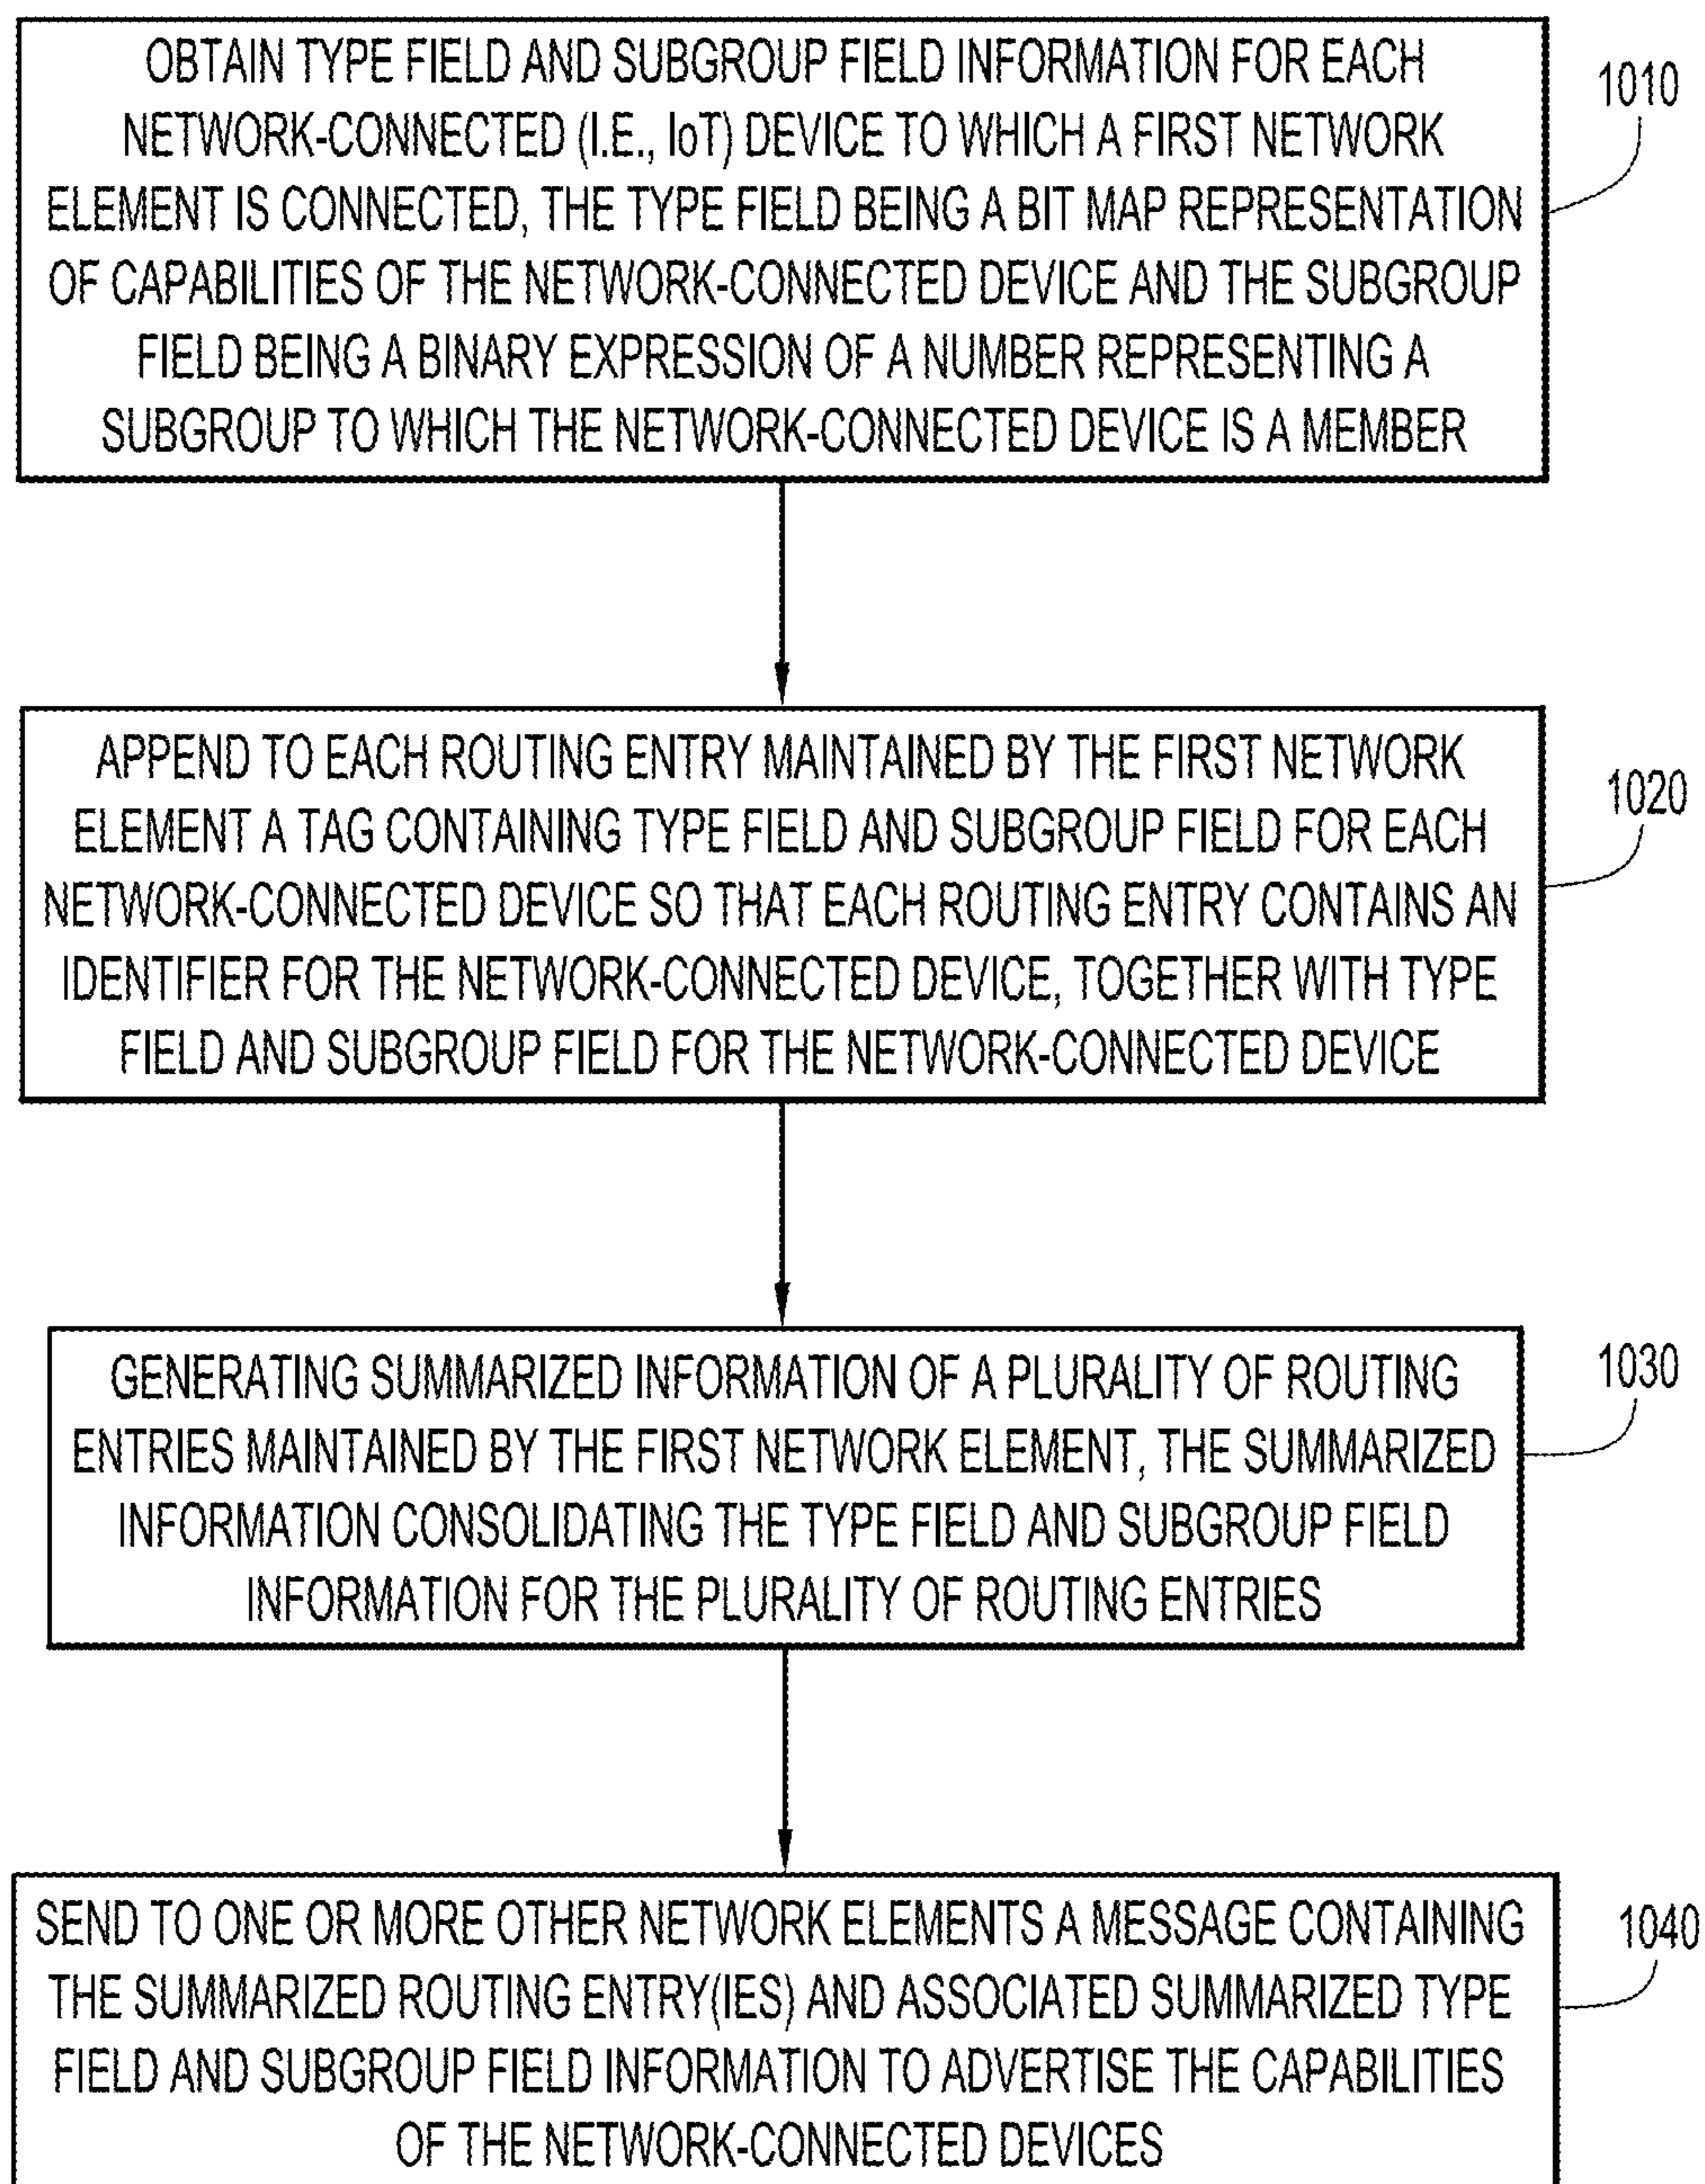 OBTAIN TYPE FIELD AND SUBGROUP FIELD INFORMATION FOR EACH
NETWORK-CONNECTED (I.E., IoT) DEVICE TO WHICH A FIRST NETWORK
ELEMENT IS CONNECTED, THE TYPE FIELD BEING A BIT MAP REPRESENTATION
OF CAPABILITIES OF THE NETWORK-CONNECTED DEVICE AND THE SUBGROUP
FIELD BEING A BINARY EXPRESSION OF A NUMBER REPRESENTING A
SUBGROUP TO WHICH THE NETWORK-CONNECTED DEVICE IS A MEMBER
1010
APPEND TO EACH ROUTING ENTRY MAINTAINED BY THE FIRST NETWORK
ELEMENT A TAG CONTAINING TYPE FIELD AND SUBGROUP FIELD FOR EACH
NETWORK-CONNECTED DEVICE SO THAT EACH ROUTING ENTRY CONTAINS AN
IDENTIFIER FOR THE NETWORK-CONNECTED DEVICE, TOGETHER WITH TYPE
FIELD AND SUBGROUP FIELD FOR THE NETWORK-CONNECTED DEVICE
1020
GENERATING SUMMARIZED INFORMATION OF A PLURALITY OF ROUTING
ENTRIES MAINTAINED BY THE FIRST NETWORK ELEMENT, THE SUMMARIZED
INFORMATION CONSOLIDATING THE TYPE FIELD AND SUBGROUP FIELD
INFORMATION FOR THE PLURALITY OF ROUTING ENTRIES
1030
SEND TO ONE OR MORE OTHER NETWORK ELEMENTS A MESSAGE CONTAINING
THE SUMMARIZED ROUTING ENTRY(IES) AND ASSOCIATED SUMMARIZED TYPE
FIELD AND SUBGROUP FIELD INFORMATION TO ADVERTISE THE CAPABILITIES
OF THE NETWORK-CONNECTED DEVICES
1040